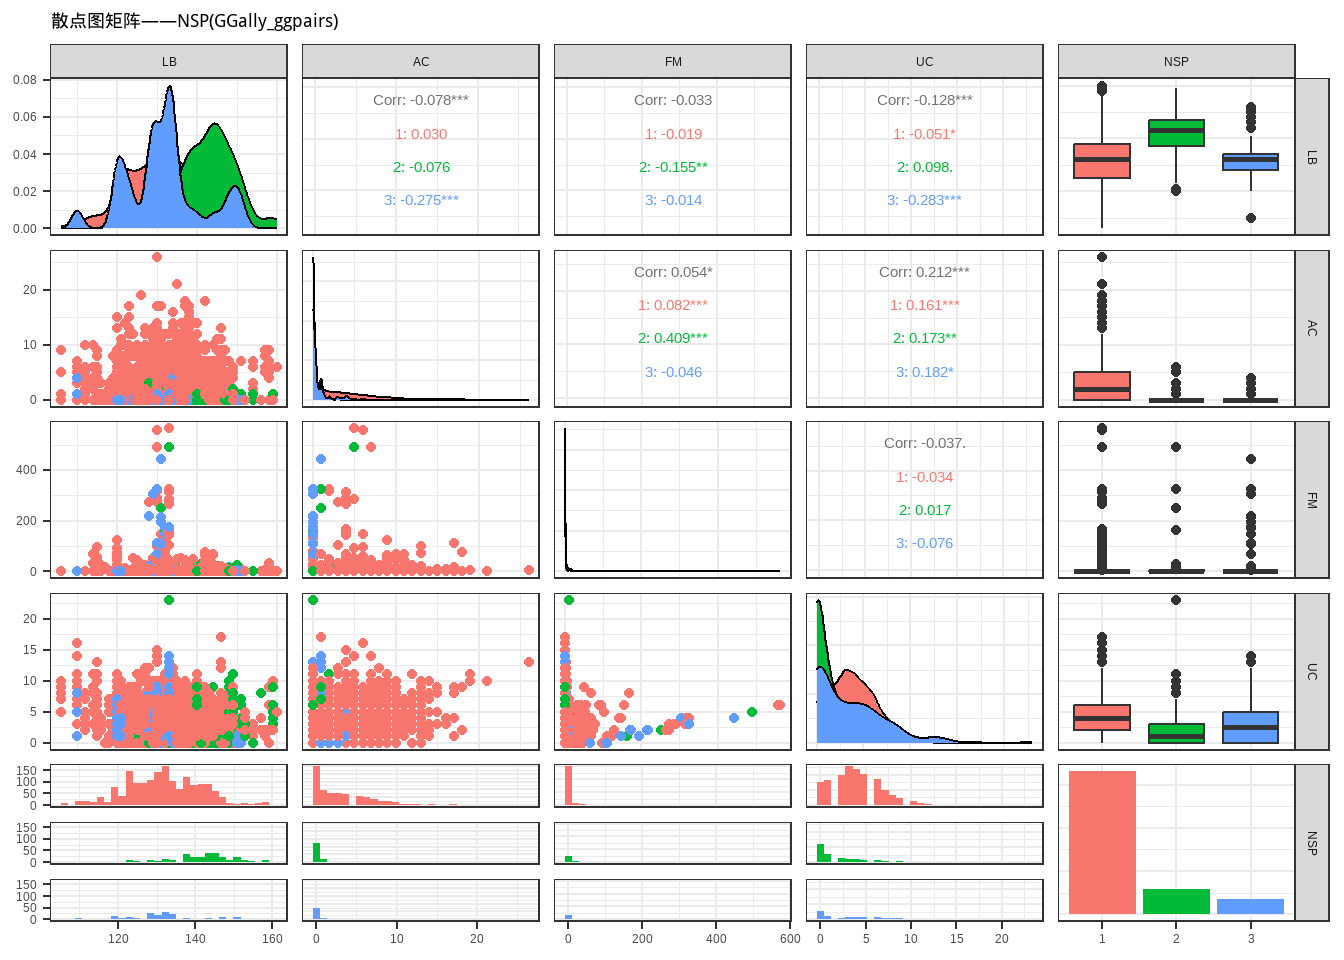 散点图矩阵——NSP(GGally_ggpairs)
LB AC FM UC NSP
0.08
0.06
0.04
0.02
0.00
Corr: -0.078***
1: 0.030
2: -0.076
3: -0.275***
Corr: -0.033
1: -0.019
2: -0.155**
3: -0.014
Corr: -0.128***
1: -0.051*
2: 0.098.
3: -0.283***
LB
20
10
0
Corr: 0.054*
1: 0.082***
2: 0.409***
3: -0.046
Corr: 0.212***
1: 0.161***
2: 0.173**
3: 0.182*
AC
400
200
0
Corr: -0.037.
1: -0.034
2: 0.017
3: -0.076
FM
20
15
10
5
0
UC
150
100
50
0
150
100
50
0
150
100
50
0
NSP
120 140 160
0 10 20
0 200 400 600
0 5 10 15 20
1 2 3